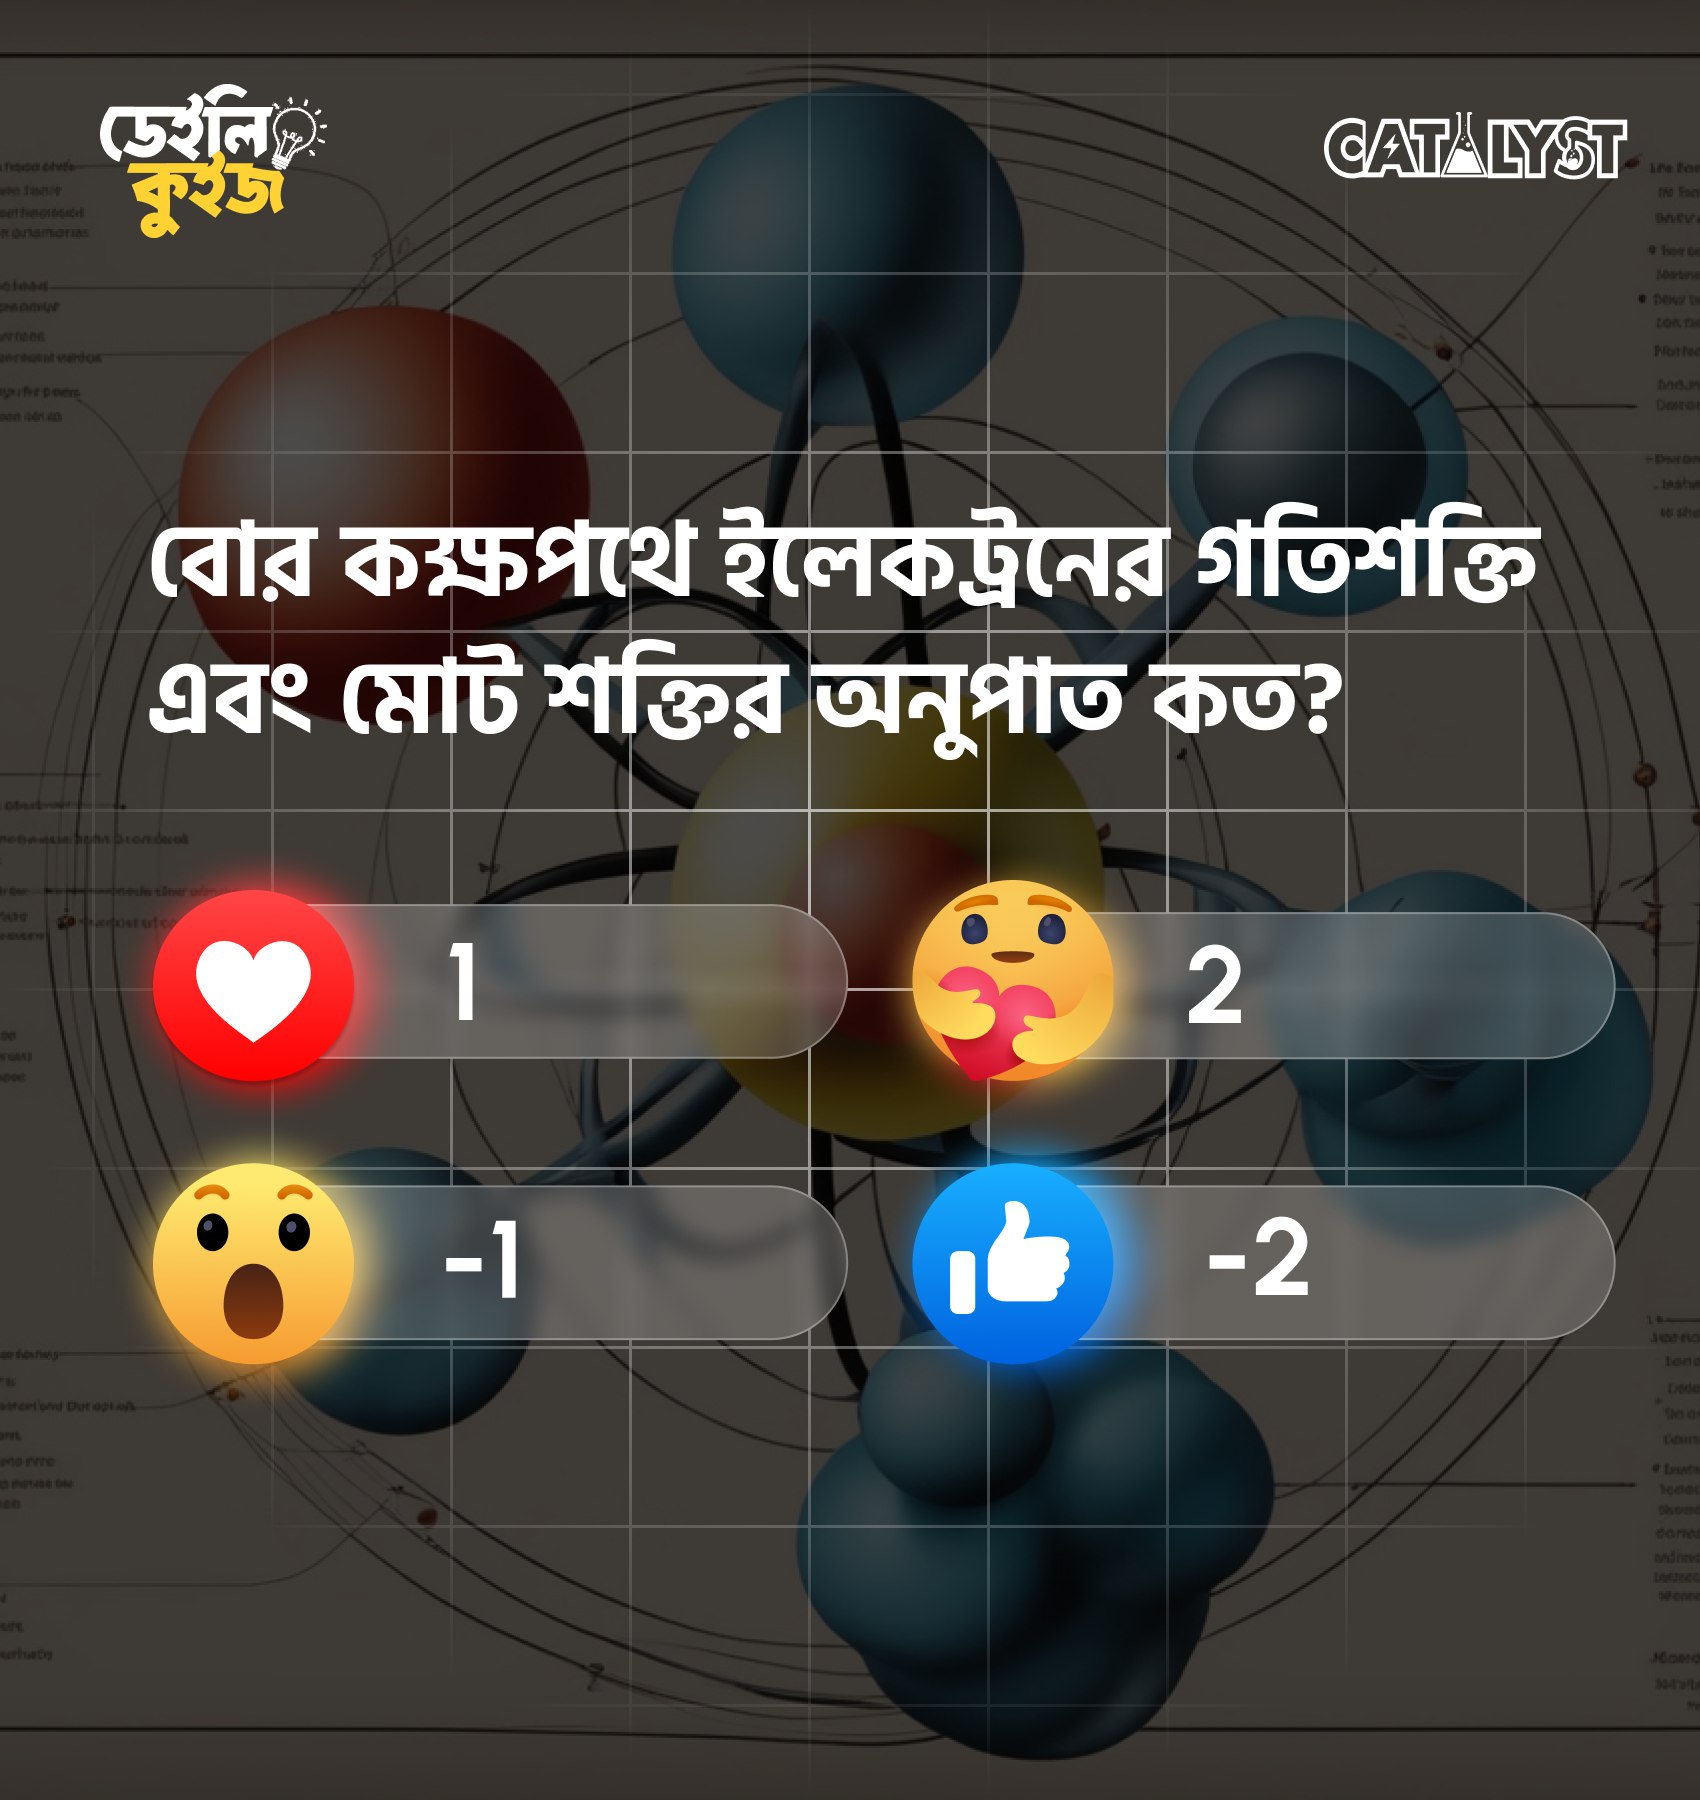 ডেইলি
কুইজ
CATALYST
বোর কক্ষপথে ইলেকট্রনের গতিশক্তি
এবং মোট শক্তির অনুপাত কত?
1
2
-1
-2